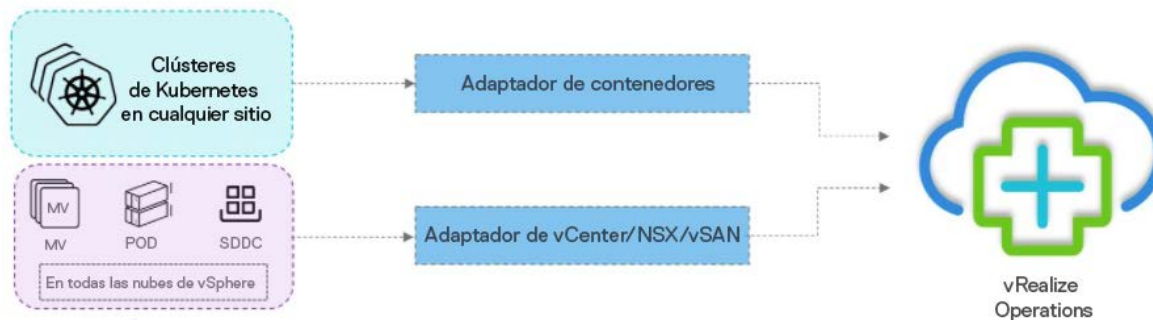 Clústeres
de Kubernetes
en cualquier sitio
Adaptador de contenedores
MV
MV
POD
SDDC
En todas las nubes de vSphere
Adaptador de vCenter/NSX/vSAN
vRealize
Operations